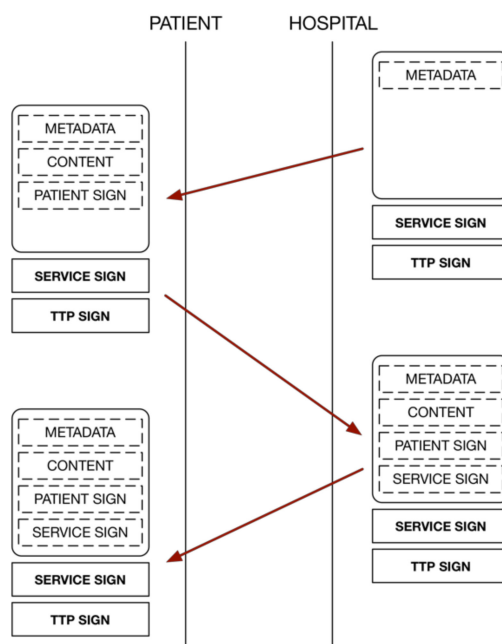 PATIENT
HOSPITAL
METADATA
SERVICE SIGN
TTP SIGN
METADATA
CONTENT
PATIENT SIGN
SERVICE SIGN
TTP SIGN
METADATA
CONTENT
PATIENT SIGN
SERVICE SIGN
SERVICE SIGN
TTP SIGN
METADATA
CONTENT
PATIENT SIGN
SERVICE SIGN
SERVICE SIGN
TTP SIGN